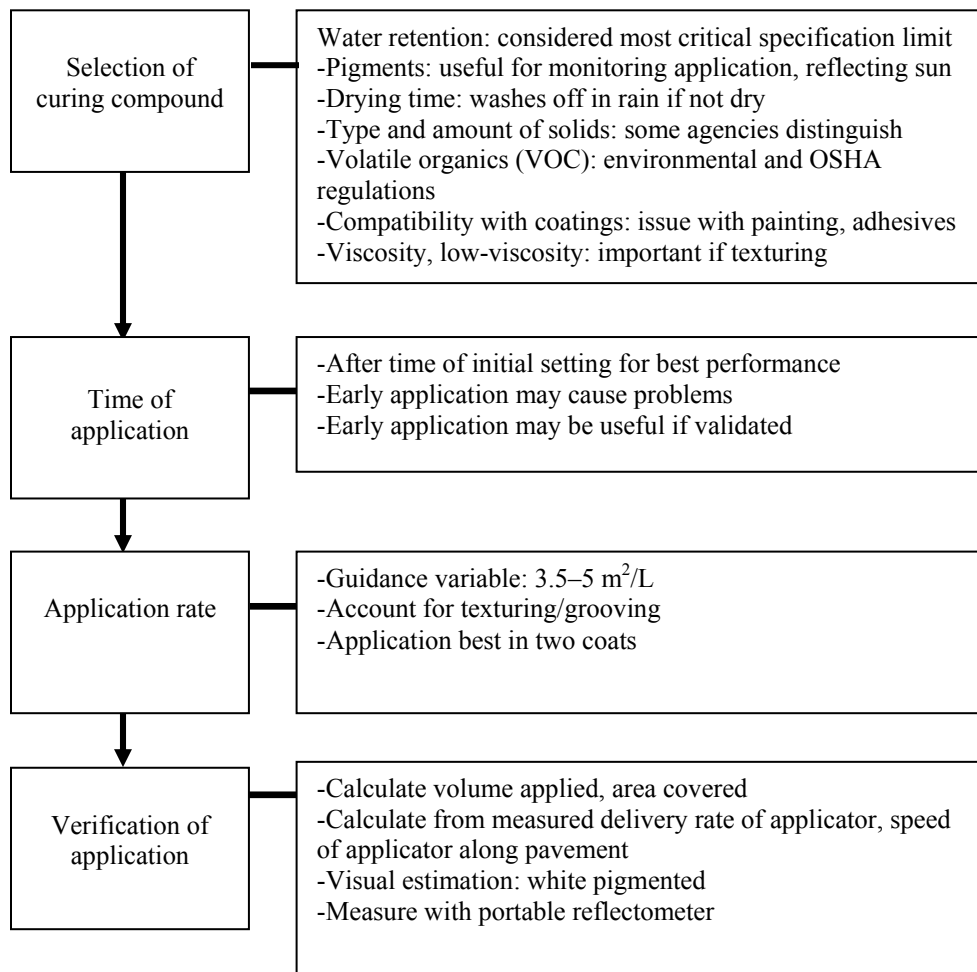 Selection of
curing compound
Water retention: considered most critical specification limit
-Pigments: useful for monitoring application, reflecting sun
-Drying time: washes off in rain if not dry
-Type and amount of solids: some agencies distinguish
-Volatile organics (VOC): environmental and OSHA
regulations
-Compatibility with coatings: issue with painting, adhesives
-Viscosity, low-viscosity: important if texturing
Time of
application
-After time of initial setting for best performance
-Early application may cause problems
-Early application may be useful if validated
Application rate
-Guidance variable: 3.5–5 m²/L
-Account for texturing/grooving
-Application best in two coats
Verification of
application
-Calculate volume applied, area covered
-Calculate from measured delivery rate of applicator, speed
of applicator along pavement
-Visual estimation: white pigmented
-Measure with portable reflectometer